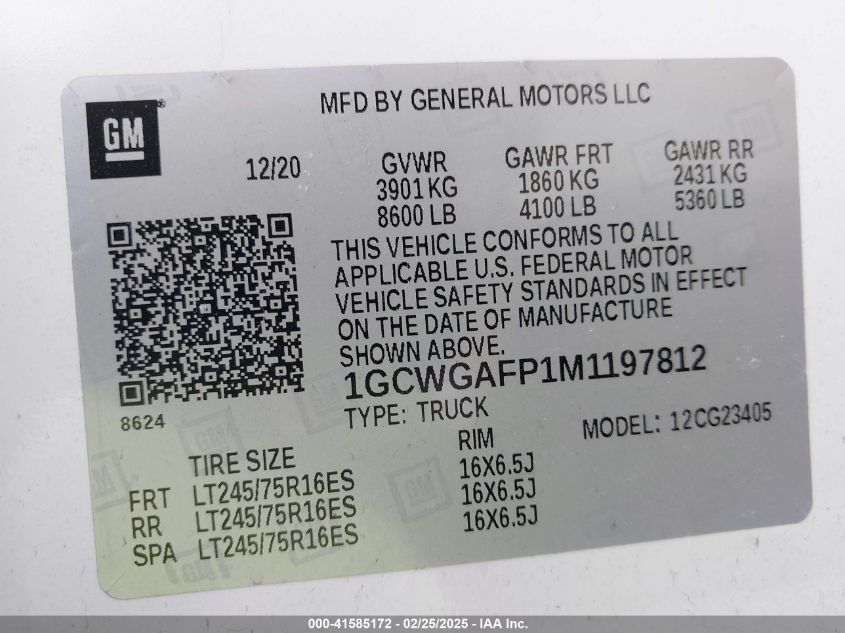 GM
MFD BY GENERAL MOTORS LLC
12/20
GVWR GAWR FRT GAWR RR
3901 KG 1860 KG 2431 KG
8600 LB 4100 LB 5360 LB
THIS VEHICLE CONFORMS TO ALL
APPLICABLE U.S. FEDERAL MOTOR
VEHICLE SAFETY STANDARDS IN EFFECT
ON THE DATE OF MANUFACTURE
SHOWN ABOVE.
1GCWGAFP1M1197812
8624
TYPE: TRUCK
MODEL: 12CG23405
TIRE SIZE RIM
FRT LT245/75R16ES 16X6.5J
RR LT245/75R16ES 16X6.5J
SPA LT245/75R16ES 16X6.5J
000-41585172 - 02/25/2025 - IAA Inc.